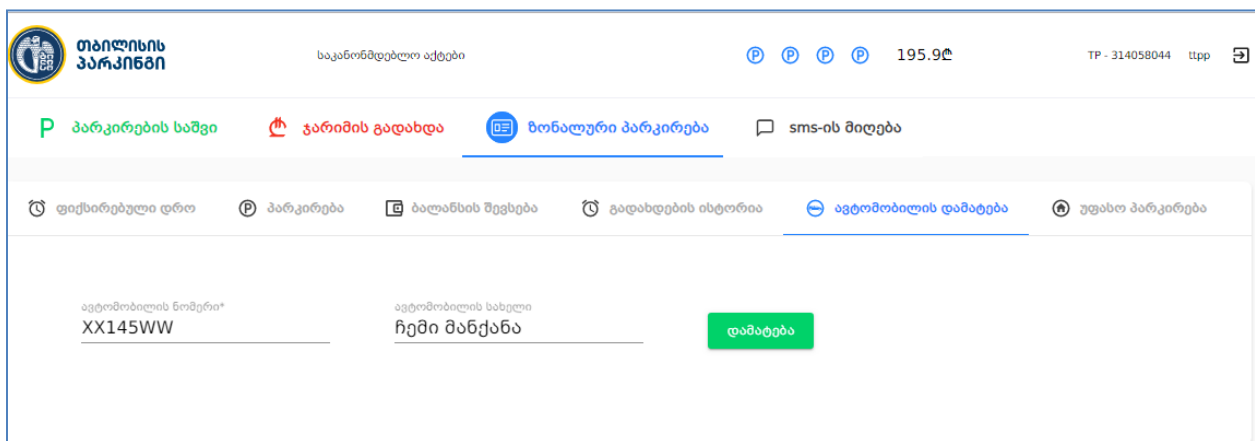 თბილისის
პარკინგი
საკანონმდებლო აქტები
P P P P 195.9₾
TP - 314058044 ttpp
პარკირების საშვი
ჯარიმის გადახდა
ზონალური პარკირება
sms-ის მიღება
ფიქსირებული დრო
პარკირება
ბალანსის შევსება
გადახდების ისტორია
ავტომობილის დამატება
უფასო პარკირება
ავტომობილის ნომერი*
XX145WW
ავტომობილის სახელი
ჩემი მანქანა
დამატება